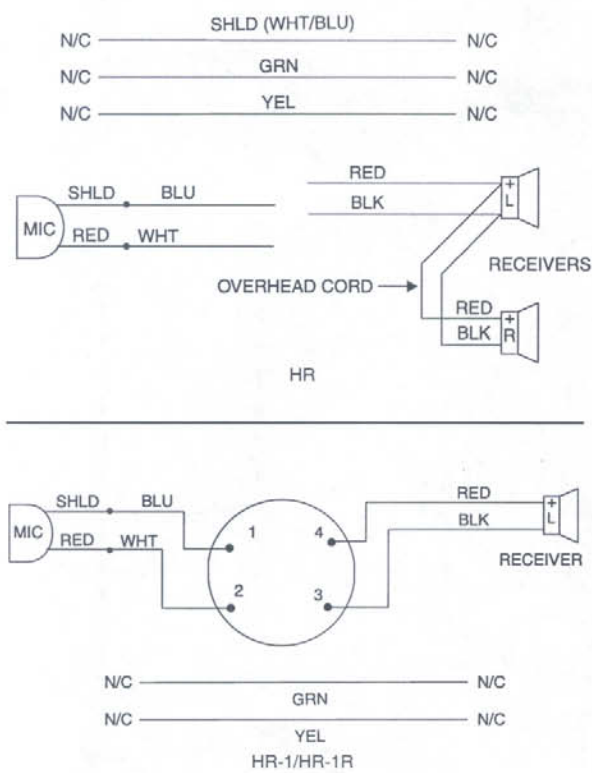 SHLD (WHT/BLU)
N/C N/C
GRN
N/C N/C
YEL
N/C N/C
RED
SHLD BLU
+
L
BLK
MIC
RED WHT
RECEIVERS
OVERHEAD CORD
RED
+
BLK R
HR
RED
SHLD BLU
+
L
BLK
1 4
MIC
RED WHT
RECEIVER
2 3
N/C N/C
GRN
N/C N/C
YEL
HR-1/HR-1R